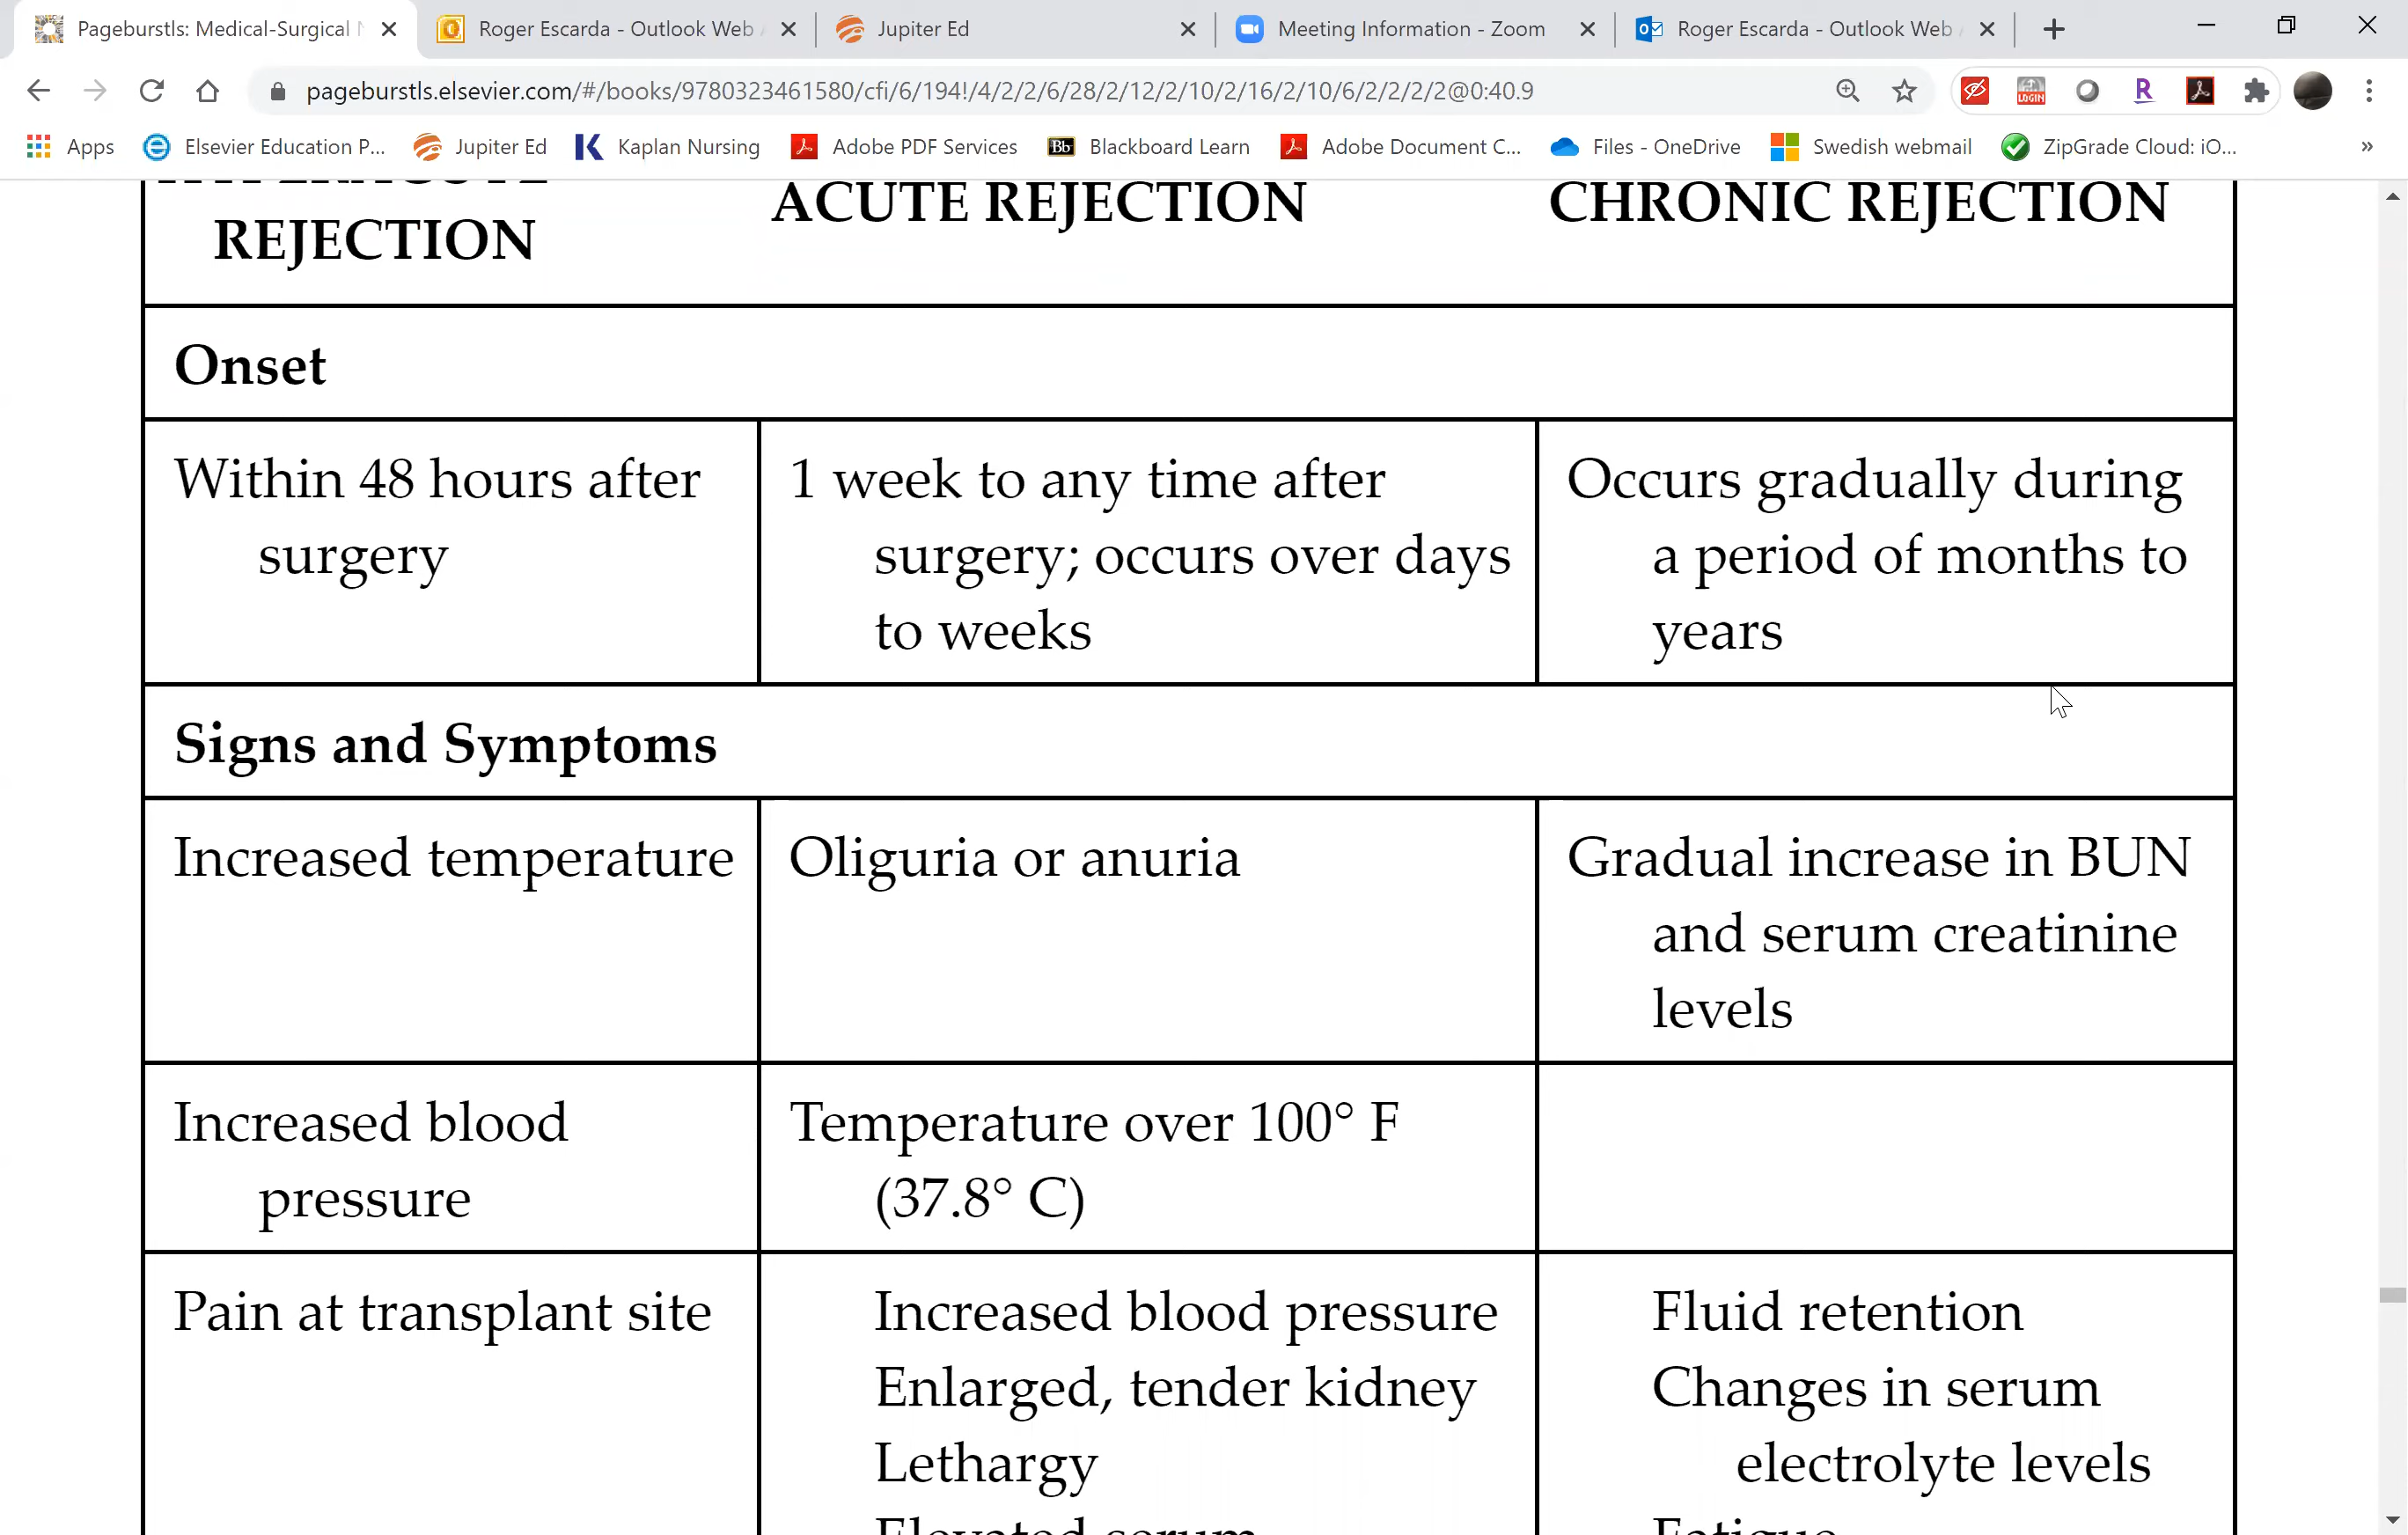 Pageburstls: Medical-Surgical
Roger Escarda - Outlook Web
Jupiter Ed
Meeting Information - Zoom
Roger Escarda - Outlook Web
pageburstls.elsevier.com/#/books/9780323461580/cfi/6/194!/4/2/2/6/28/2/12/2/10/2/16/2/10/6/2/2/2/2@0:40.9
LOGIN
R
Apps
Elsevier Education P...
Jupiter Ed
Kaplan Nursing
Adobe PDF Services
Bb
Blackboard Learn
Adobe Document C...
Files - OneDrive
Swedish webmail
ZipGrade Cloud: iO...
»
REJECTION
ACUTE REJECTION
CHRONIC REJECTION
Onset
Within 48 hours after
surgery
1 week to any time after
surgery; occurs over days
to weeks
Occurs gradually during
a period of months to
years
Signs and Symptoms
Increased temperature
Oliguria or anuria
Gradual increase in BUN
and serum creatinine
levels
Increased blood
pressure
Temperature over 100° F
(37.8° C)
Pain at transplant site
Increased blood pressure
Enlarged, tender kidney
Lethargy
Elevated serum
Fluid retention
Changes in serum
electrolyte levels
Fatigue